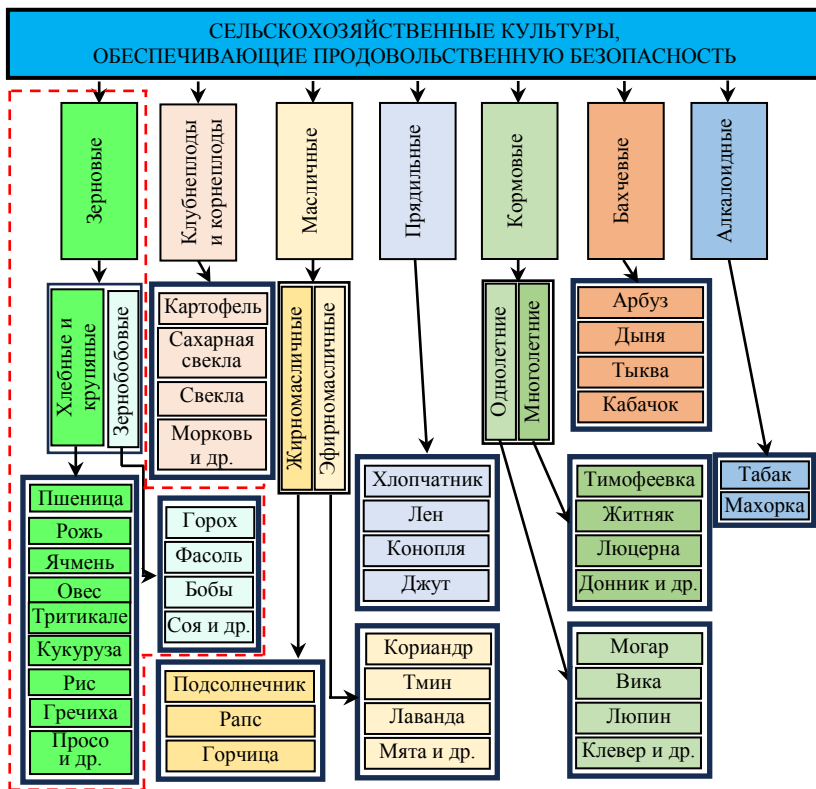 СЕЛЬСКОХОЗЯЙСТВЕННЫЕ КУЛЬТУРЫ,
ОБЕСПЕЧИВАЮЩИЕ ПРОДОВОЛЬСТВЕННУЮ БЕЗОПАСНОСТЬ
Зерновые
Клубнеплоды
и корнеплоды
Масличные
Прядильные
Кормовые
Бахчевые
Алкалоидные
Хлебные и
крупяные
Зернобобовые
Пшеница
Рожь
Ячмень
Овес
Тритикале
Кукуруза
Рис
Гречиха
Просо
и др.
Горох
Фасоль
Бобы
Соя и др.
Картофель
Сахарная
свекла
Свекла
Морковь
и др.
Жирномасличные
Эфирномасличные
Подсолнечник
Рапс
Горчица
Кориандр
Тмин
Лаванда
Мята и др.
Хлопчатник
Лен
Конопля
Джут
Однолетние
Многолетние
Тимофеевка
Житняк
Люцерна
Донник и др.
Могар
Вика
Люпин
Клевер и др.
Арбуз
Дыня
Тыква
Кабачок
Табак
Махорка